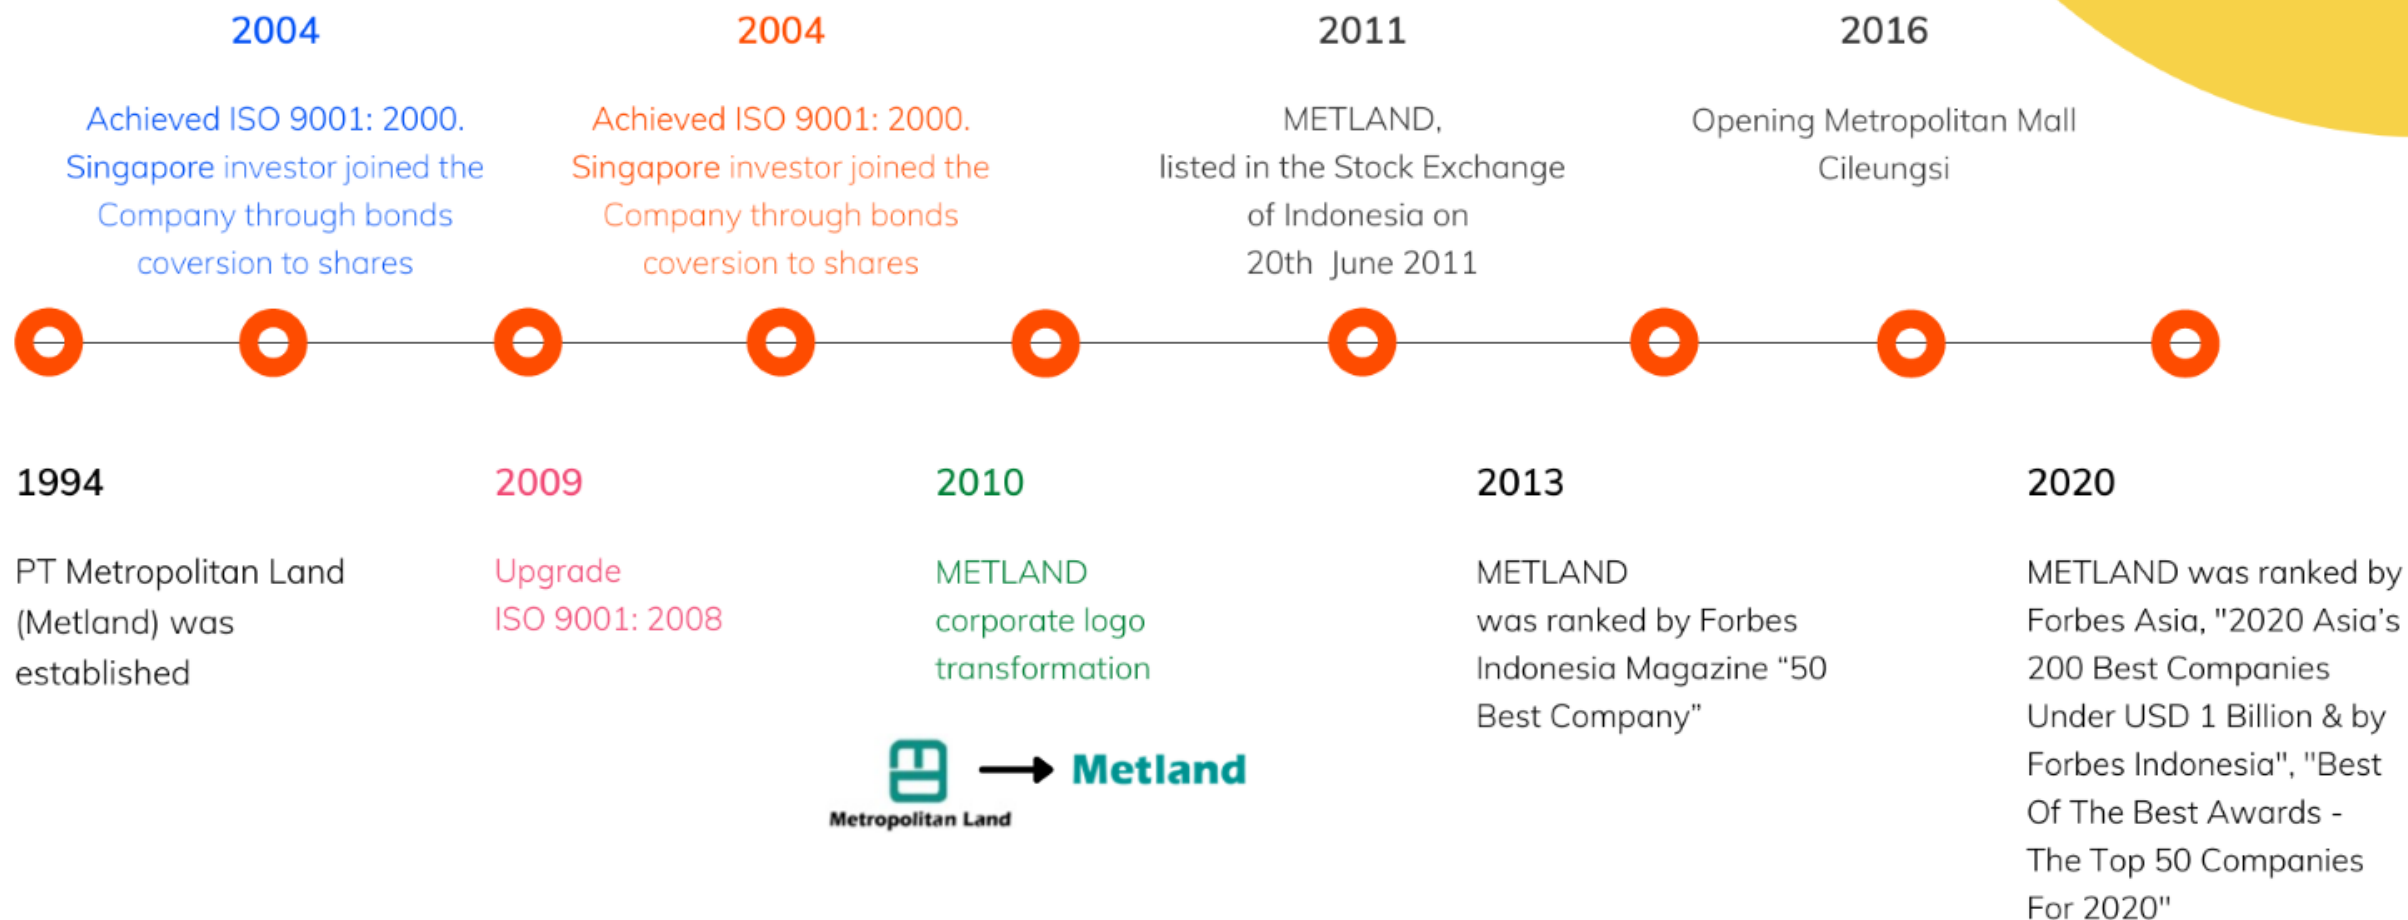 2004
Achieved ISO 9001: 2000.
Singapore investor joined the
Company through bonds
coversion to shares
2004
Achieved ISO 9001: 2000.
Singapore investor joined the
Company through bonds
coversion to shares
2011
METLAND,
listed in the Stock Exchange
of Indonesia on
20th June 2011
2016
Opening Metropolitan Mall
Cileungsi
1994
PT Metropolitan Land
(Metland) was
established
2009
Upgrade
ISO 9001: 2008
2010
METLAND
corporate logo
transformation
Metropolitan Land
Metland
2013
METLAND
was ranked by Forbes
Indonesia Magazine “50
Best Company”
2020
METLAND was ranked by
Forbes Asia, "2020 Asia’s
200 Best Companies
Under USD 1 Billion & by
Forbes Indonesia", "Best
Of The Best Awards -
The Top 50 Companies
For 2020"